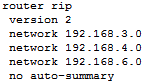 router rip
version 2
network 192.168.3.0
network 192.168.4.0
network 192.168.6.0
no auto-summary